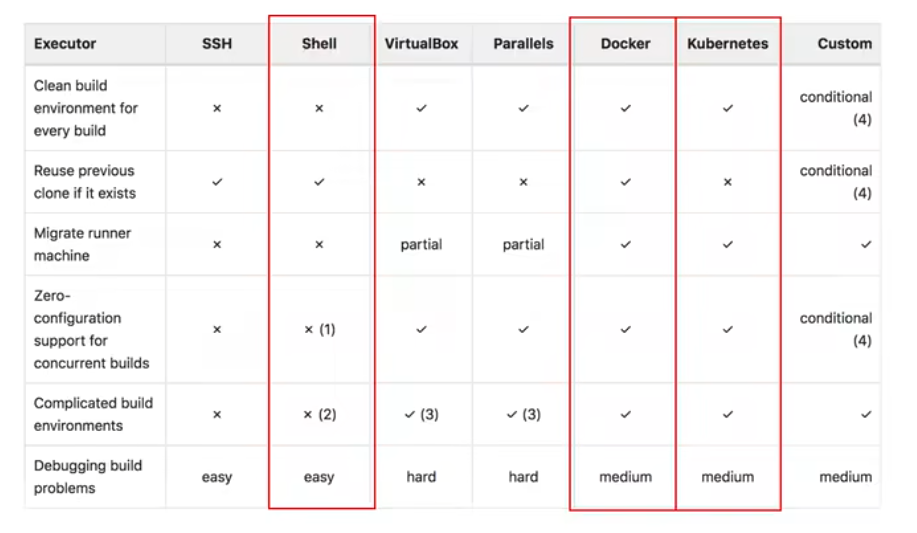 Executor SSH Shell VirtualBox Parallels Docker Kubernetes Custom
Clean build
environment for
every build
× × ✓ ✓ ✓ ✓ conditional
(4)
Reuse previous
clone if it exists
✓ ✓ × × ✓ × conditional
(4)
Migrate runner
machine
× × partial partial ✓ ✓ ✓
Zero-
configuration
support for
concurrent builds
× × (1) ✓ ✓ ✓ ✓ conditional
(4)
Complicated build
environments
× × (2) ✓ (3) ✓ (3) ✓ ✓ ✓
Debugging build
problems
easy easy hard hard medium medium medium